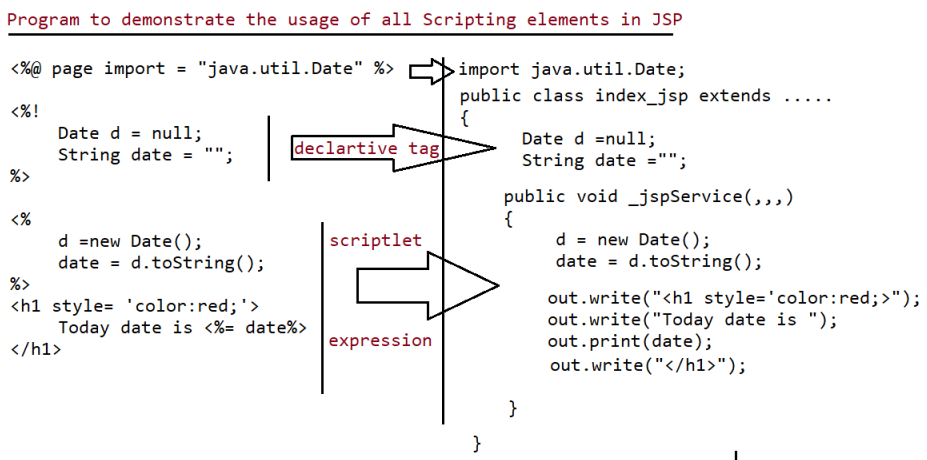 Program to demonstrate the usage of all Scripting elements in JSP
<%@ page import = "java.util.Date" %>
<%!
Date d = null;
String date = "";
%>
<%
d =new Date();
date = d.toString();
%>
<h1 style= 'color:red;'>
Today date is <%= date%>
</h1>
declartive tag
scriptlet
expression
import java.util.Date;
public class index_jsp extends .....
{
Date d =null;
String date ="";
public void _jspService(,,,)
{
d = new Date();
date = d.toString();
out.write("<h1 style='color:red;>");
out.write("Today date is ");
out.print(date);
out.write("</h1>");
}
}